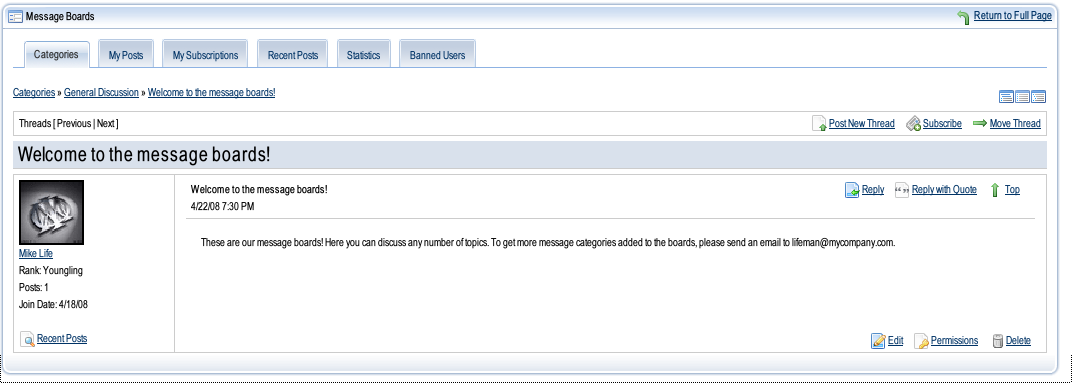 Message Boards
Return to Full Page
Categories My Posts My Subscriptions Recent Posts Statistics Banned Users
Categories » General Discussion » Welcome to the message boards!
Threads [ Previous | Next ]
Post New Thread Subscribe Move Thread
Welcome to the message boards!
Welcome to the message boards!
Reply Reply with Quote Top
4/22/08 7:30 PM
These are our message boards! Here you can discuss any number of topics. To get more message categories added to the boards, please send an email to lifeman@mycompany.com.
Mike Life
Rank: Youngling
Posts: 1
Join Date: 4/18/08
Recent Posts
Edit Permissions Delete